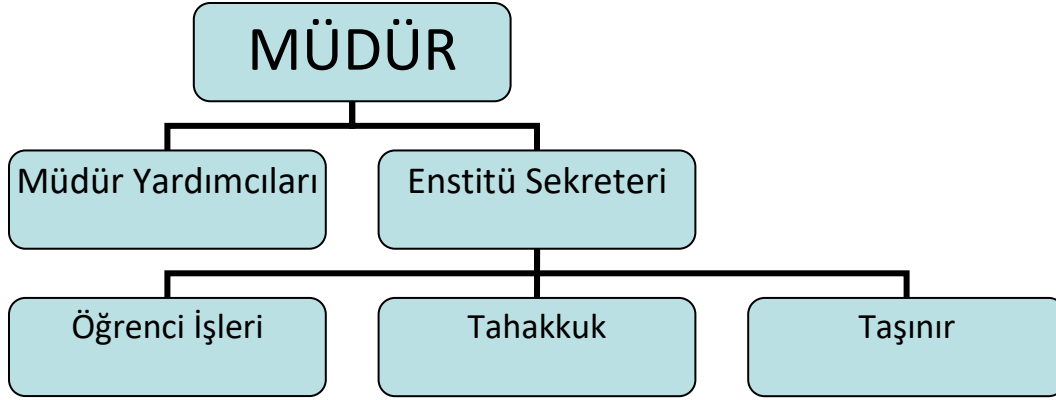 MÜDÜR
Müdür Yardımcıları
Enstitü Sekreteri
Öğrenci İşleri
Tahakkuk
Taşınır